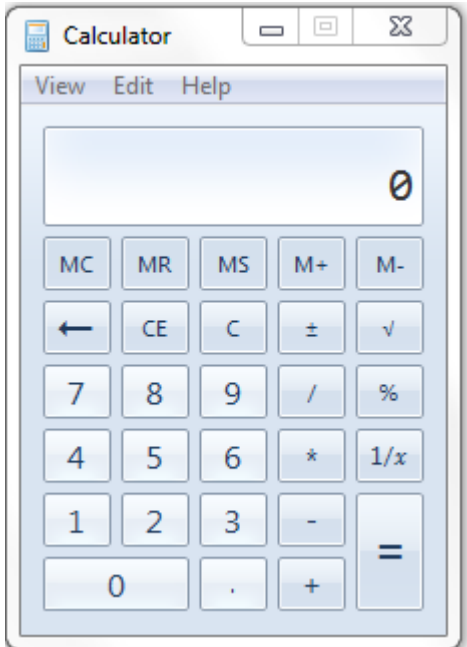 Calculator
View Edit Help
0
MC MR MS M+ M-
← CE C ± √
7 8 9 / %
4 5 6 * 1/x
1 2 3 -
=
0 . +